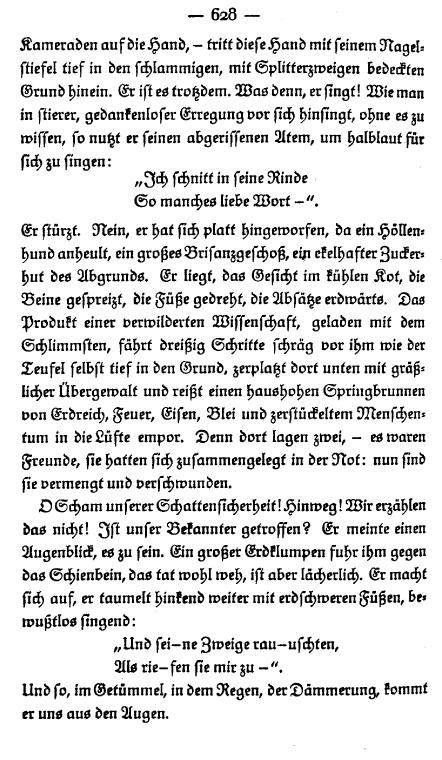 — 628 —
Kameraden auf die Hand, – tritt diese Hand mit seinem Nagel-
stiefel tief in den schlammigen, mit Splitterzweigen bedeckten
Grund hinein. Er ist es trotzdem. Was denn, er singt! Wie man
in stierer, gedankenloser Erregung vor sich hinsingt, ohne es zu
wissen, so nutzt er seinen abgerissenen Atem, um halblaut für
sich zu singen:
„Ich schnitt in seine Rinde
So manches liebe Wort –“.
Er stürzt. Nein, er hat sich platt hingeworfen, da ein Höllen-
hund anheult, ein großes Brisanzgeschoß, ein ekelhafter Zucker-
hut des Abgrunds. Er liegt, das Gesicht im kühlen Kot, die
Beine gespreizt, die Füße gedreht, die Absätze erdwärts. Das
Produkt einer verwilderten Wissenschaft, geladen mit dem
Schlimmsten, fährt dreißig Schritte schräg vor ihm wie der
Teufel selbst tief in den Grund, zerplatzt dort unten mit gräß-
licher Übergewalt und reißt einen haushohen Springbrunnen
von Erdreich, Feuer, Eisen, Blei und zerstückeltem Menschen-
tum in die Lüfte empor. Denn dort lagen zwei, – es waren
Freunde, sie hatten sich zusammengelegt in der Not: nun sind
sie vermengt und verschwunden.
O Scham unserer Schattensicherheit! Hinweg! Wir erzählen
das nicht! Ist unser Bekannter getroffen? Er meinte einen
Augenblick, es zu sein. Ein großer Erdklumpen fuhr ihm gegen
das Schienbein, das tat wohl weh, ist aber lächerlich. Er macht
sich auf, er taumelt hinkend weiter mit erdschweren Füßen, be-
wußtlos singend:
„Und sei–ne Zweige rau–uschten,
Als rie–fen sie mir zu –“.
Und so, im Getümmel, in dem Regen, der Dämmerung, kommt
er uns aus den Augen.